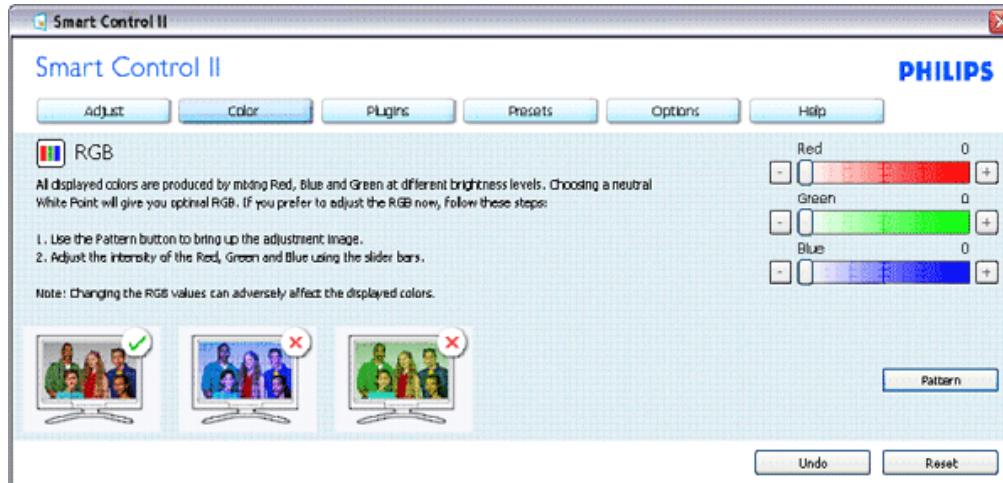 Smart Control II
Smart Control II
PHILIPS
Adjust Color Plugins Presets Options Help
RGB
All displayed colors are produced by mixing Red, Blue and Green at different brightness levels. Choosing a neutral
White Point will give you optimal RGB. If you prefer to adjust the RGB now, follow these steps:
1. Use the Pattern button to bring up the adjustment image.
2. Adjust the intensity of the Red, Green and Blue using the slider bars.
Note: Changing the RGB values can adversely affect the displayed colors.
Red 0
- +
Green 0
- +
Blue 0
- +
Pattern
Undo Reset